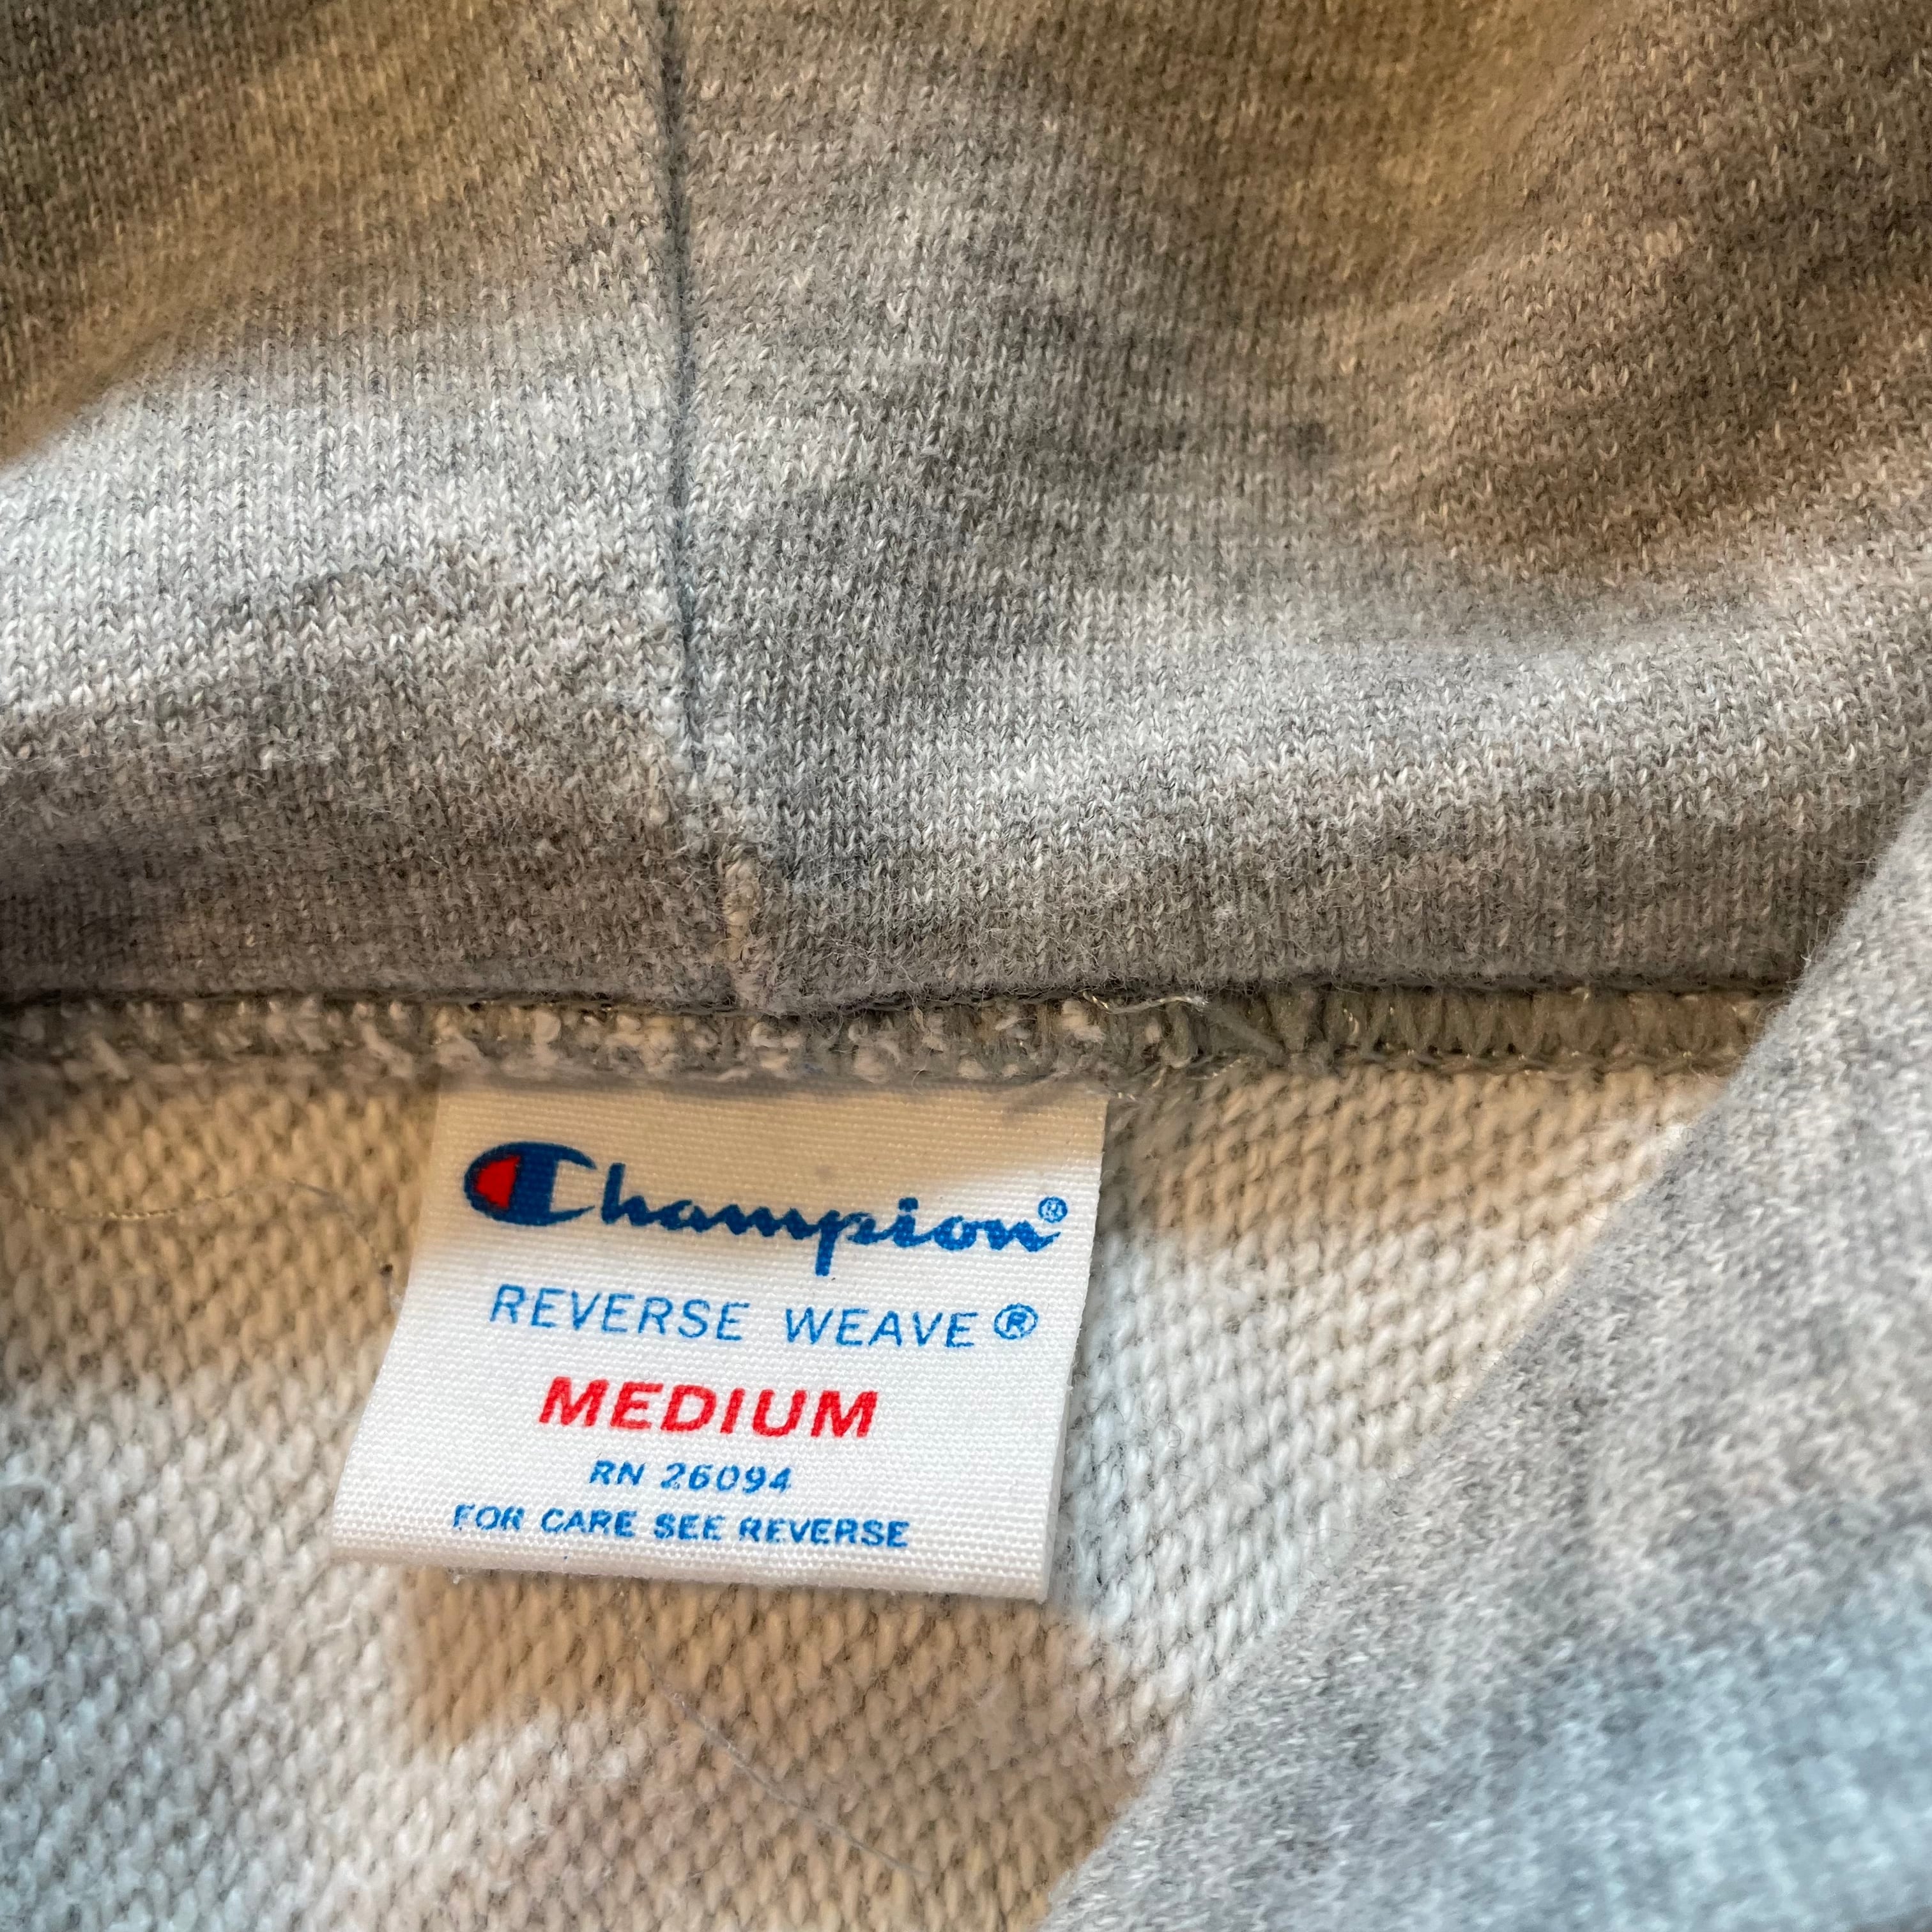 Champion®
REVERSE WEAVE®
MEDIUM
RN 26094
FOR CARE SEE REVERSE